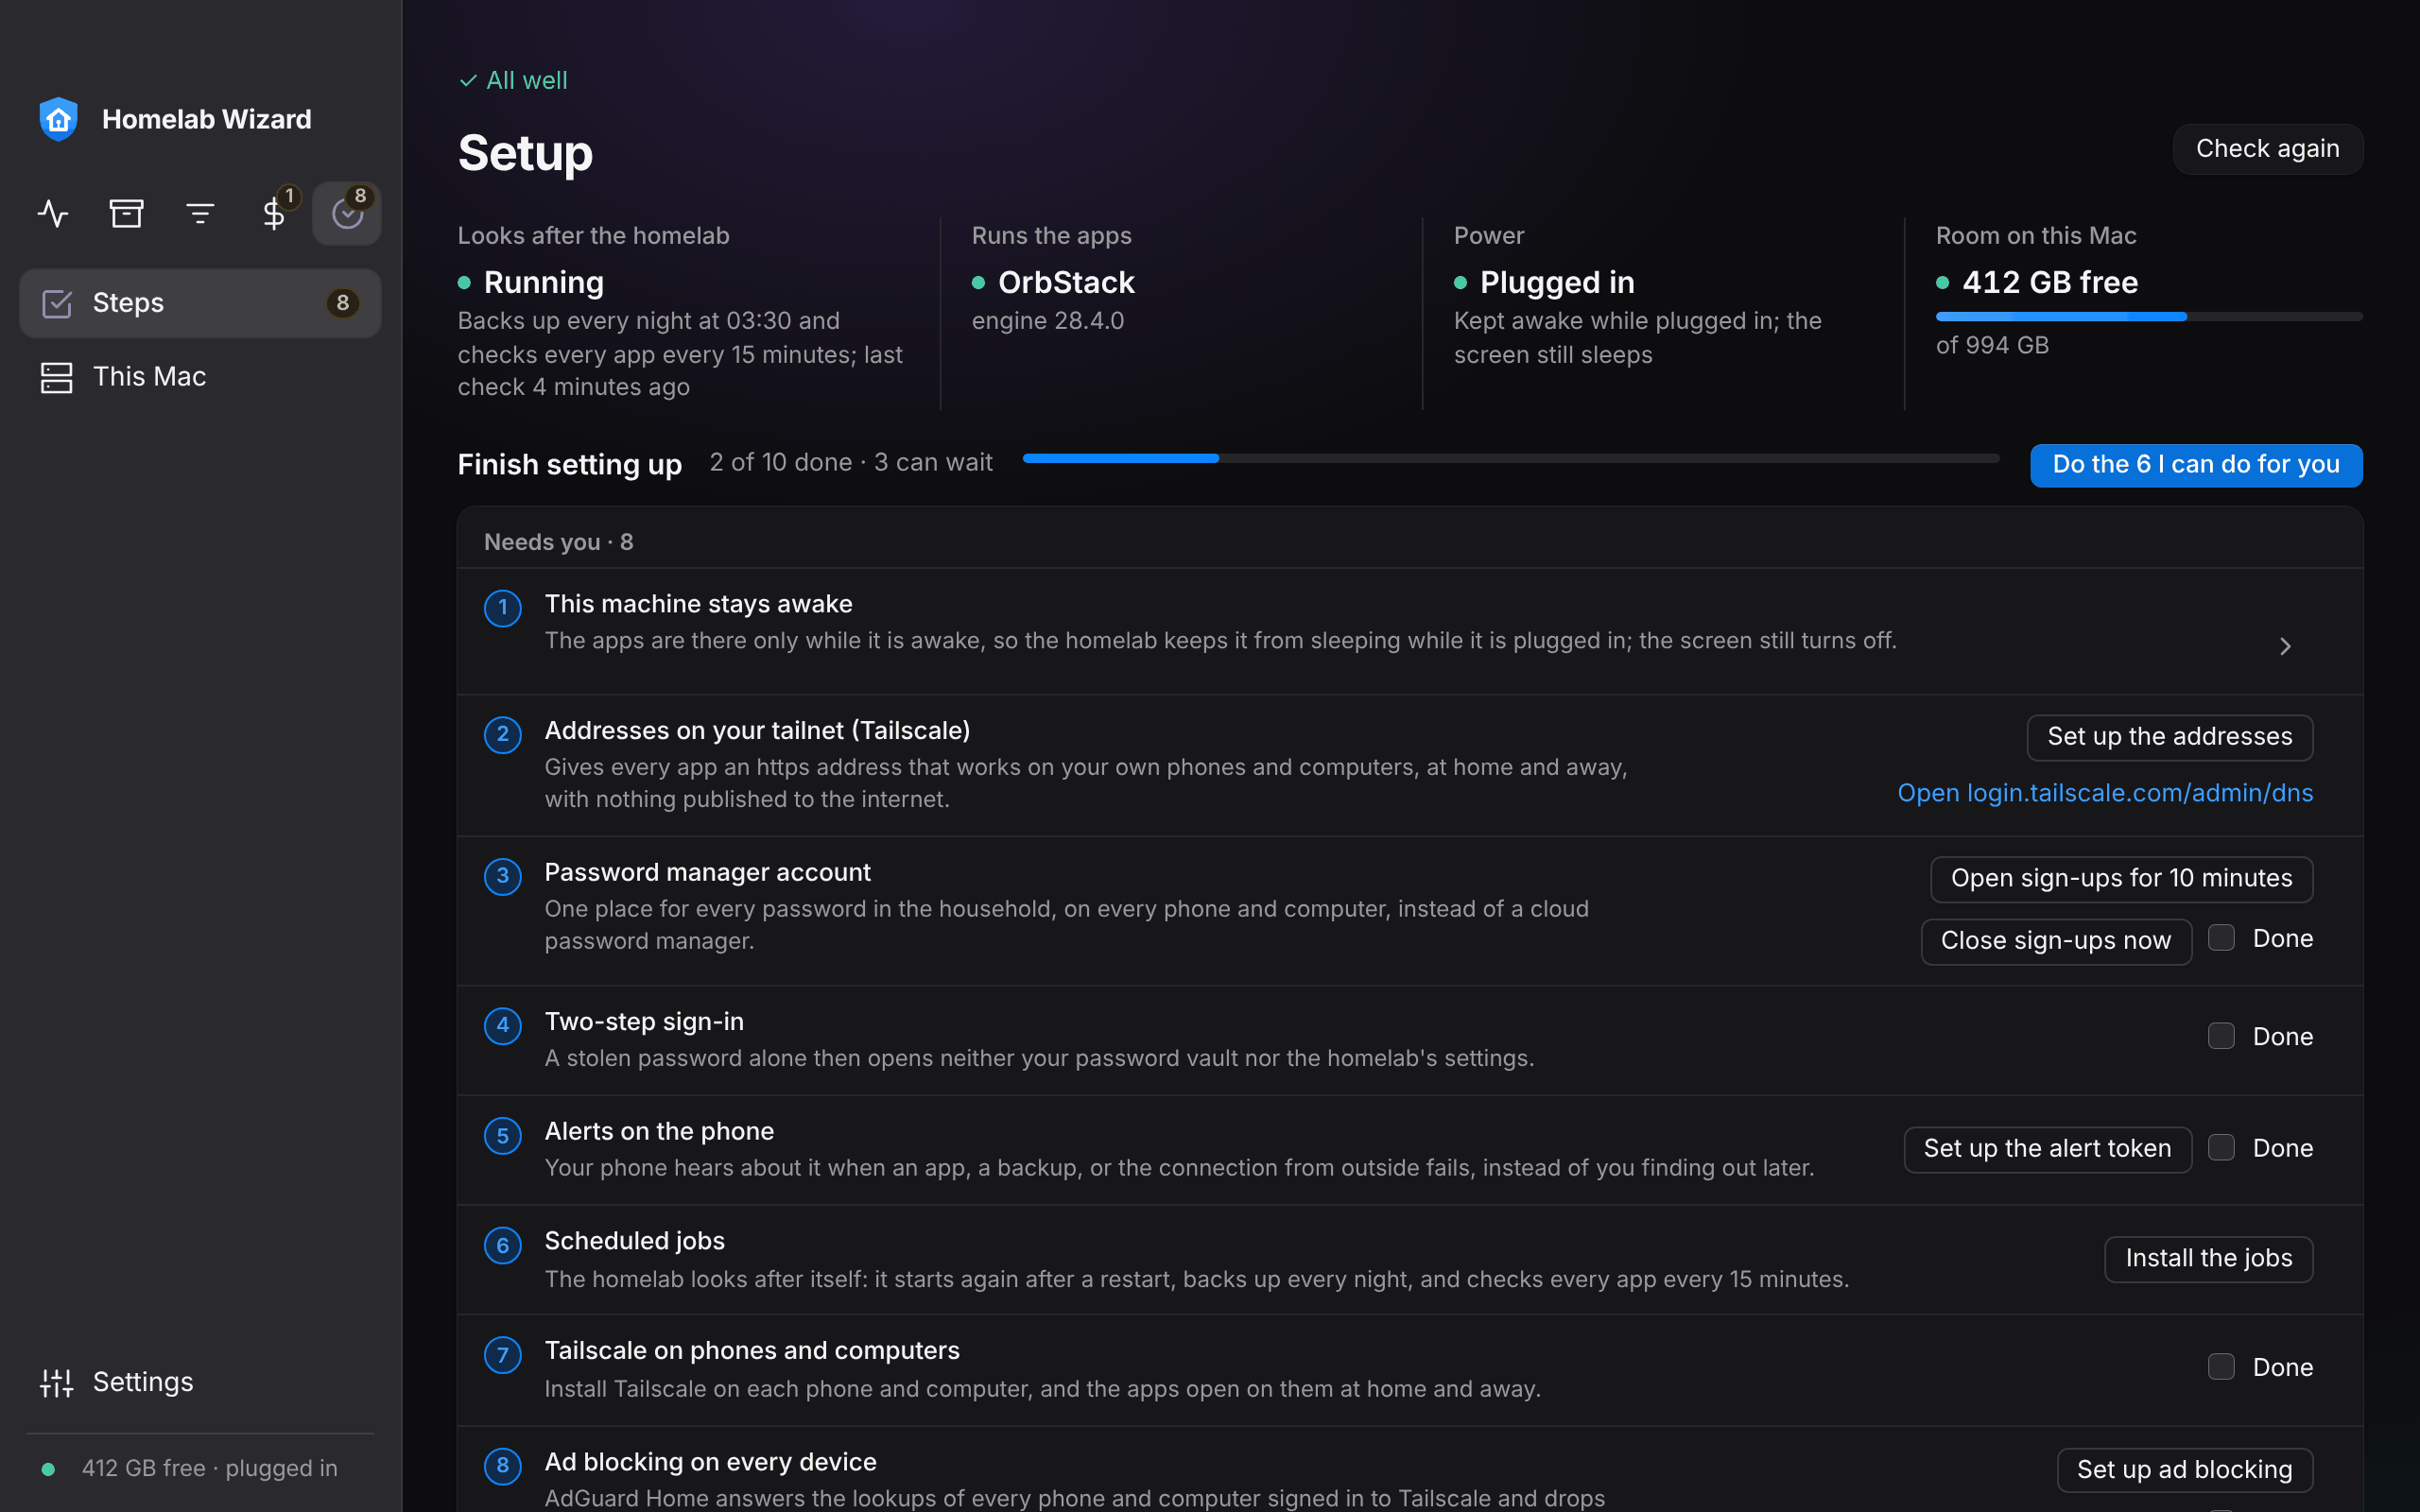 Homelab Wizard
1
8
Steps
8
This Mac
Settings
412 GB free · plugged in
All well
Setup
Check again
Looks after the homelab
Running
Backs up every night at 03:30 and
checks every app every 15 minutes; last
check 4 minutes ago
Runs the apps
OrbStack
engine 28.4.0
Power
Plugged in
Kept awake while plugged in; the
screen still sleeps
Room on this Mac
412 GB free
of 994 GB
Finish setting up
2 of 10 done · 3 can wait
Do the 6 I can do for you
Needs you · 8
1
This machine stays awake
The apps are there only while it is awake, so the homelab keeps it from sleeping while it is plugged in; the screen still turns off.
2
Addresses on your tailnet (Tailscale)
Gives every app an https address that works on your own phones and computers, at home and away,
with nothing published to the internet.
Set up the addresses
Open login.tailscale.com/admin/dns
3
Password manager account
One place for every password in the household, on every phone and computer, instead of a cloud
password manager.
Open sign-ups for 10 minutes
Close sign-ups now
Done
4
Two-step sign-in
A stolen password alone then opens neither your password vault nor the homelab's settings.
Done
5
Alerts on the phone
Your phone hears about it when an app, a backup, or the connection from outside fails, instead of you finding out later.
Set up the alert token
Done
6
Scheduled jobs
The homelab looks after itself: it starts again after a restart, backs up every night, and checks every app every 15 minutes.
Install the jobs
7
Tailscale on phones and computers
Install Tailscale on each phone and computer, and the apps open on them at home and away.
Done
8
Ad blocking on every device
AdGuard Home answers the lookups of every phone and computer signed in to Tailscale and drops
Set up ad blocking